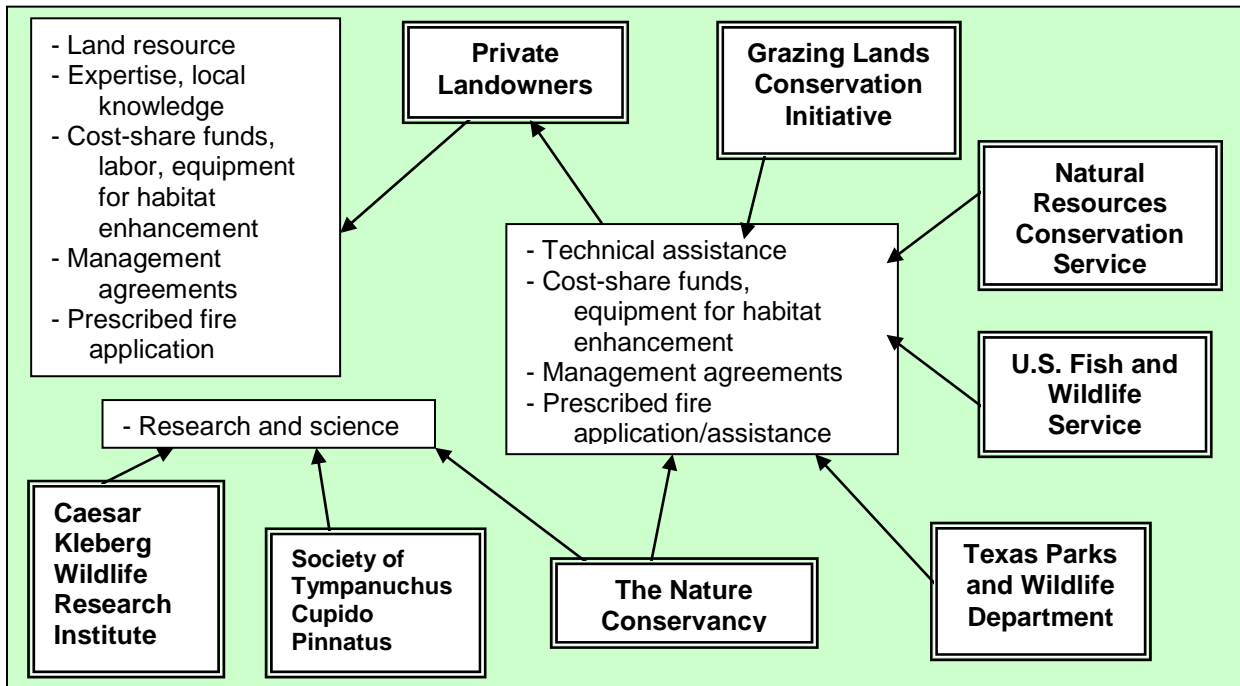 - Land resource
- Expertise, local
knowledge
- Cost-share funds,
labor, equipment
for habitat
enhancement
- Management
agreements
- Prescribed fire
application
Private
Landowners
Grazing Lands
Conservation
Initiative
Natural
Resources
Conservation
Service
- Technical assistance
- Cost-share funds,
equipment for habitat
enhancement
- Management agreements
- Prescribed fire
application/assistance
U.S. Fish and
Wildlife
Service
- Research and science
Caesar
Kleberg
Wildlife
Research
Institute
Society of
Tympanuchus
Cupido
Pinnatus
The Nature
Conservancy
Texas Parks
and Wildlife
Department